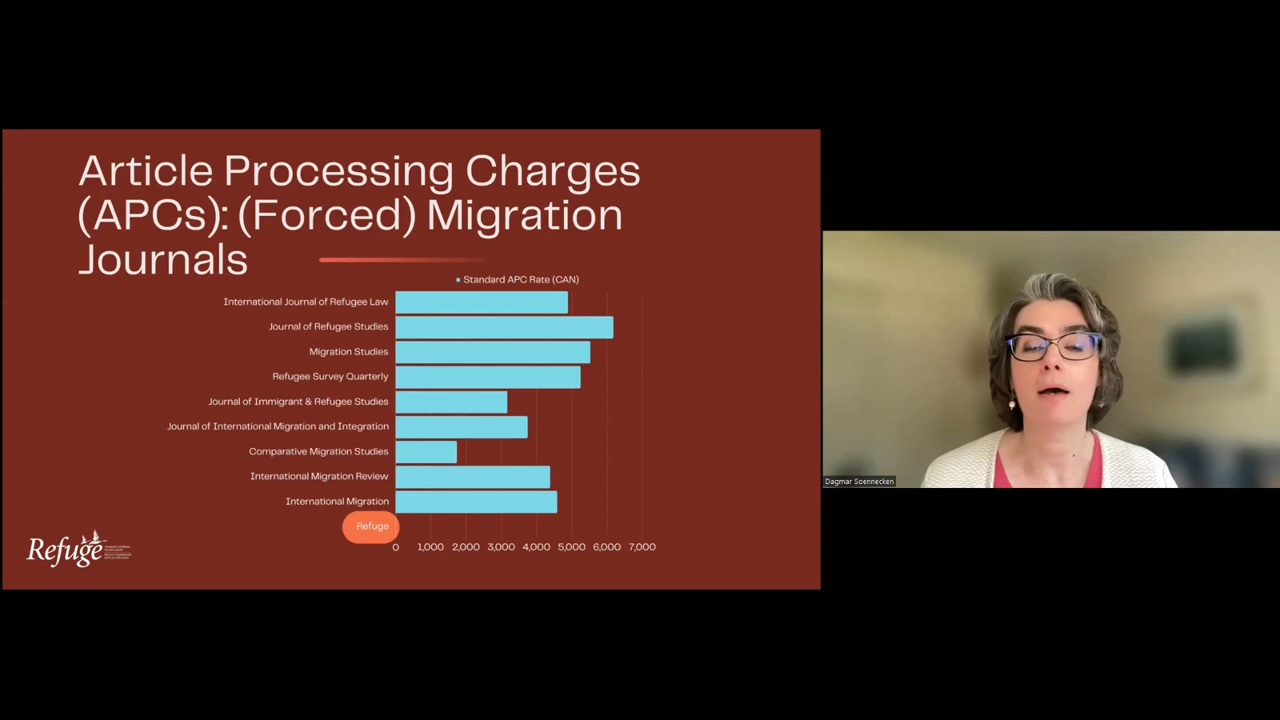 Article Processing Charges
(APCs): (Forced) Migration
Journals
Standard APC Rate (CAN)
International Journal of Refugee Law
Journal of Refugee Studies
Migration Studies
Refugee Survey Quarterly
Journal of Immigrant & Refugee Studies
Journal of International Migration and Integration
Comparative Migration Studies
International Migration Review
International Migration
Refuge
0 1,000 2,000 3,000 4,000 5,000 6,000 7,000
Refuge
Dagmar Soennecken